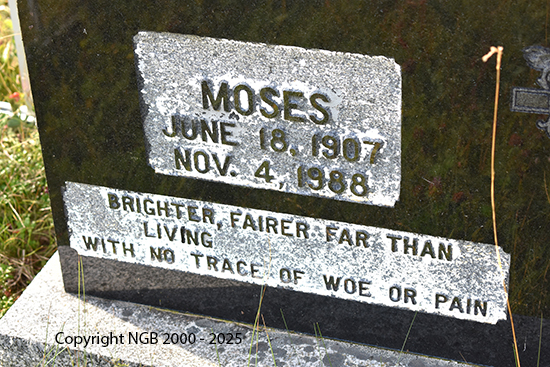 MOSES
JUNE 18, 1907
NOV. 4, 1988
BRIGHTER, FAIRER FAR THAN
LIVING
WITH NO TRACE OF WOE OR PAIN
Copyright NGB 2000 - 2025